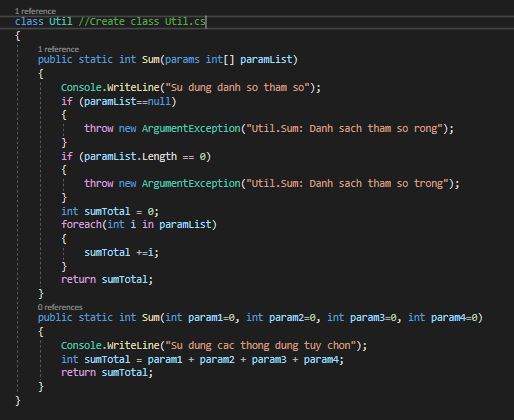 1 reference
class Util //Create class Util.cs
{
1 reference
public static int Sum(params int[] paramList)
{
Console.WriteLine("Su dung danh so tham so");
if (paramList==null)
{
throw new ArgumentException("Util.Sum: Danh sach tham so rong");
}
if (paramList.Length == 0)
{
throw new ArgumentException("Util.Sum: Danh sach tham so trong");
}
int sumTotal = 0;
foreach(int i in paramList)
{
sumTotal +=i;
}
return sumTotal;
}
0 references
public static int Sum(int param1=0, int param2=0, int param3=0, int param4=0)
{
Console.WriteLine("Su dung cac thong dung tuy chon");
int sumTotal = param1 + param2 + param3 + param4;
return sumTotal;
}
}